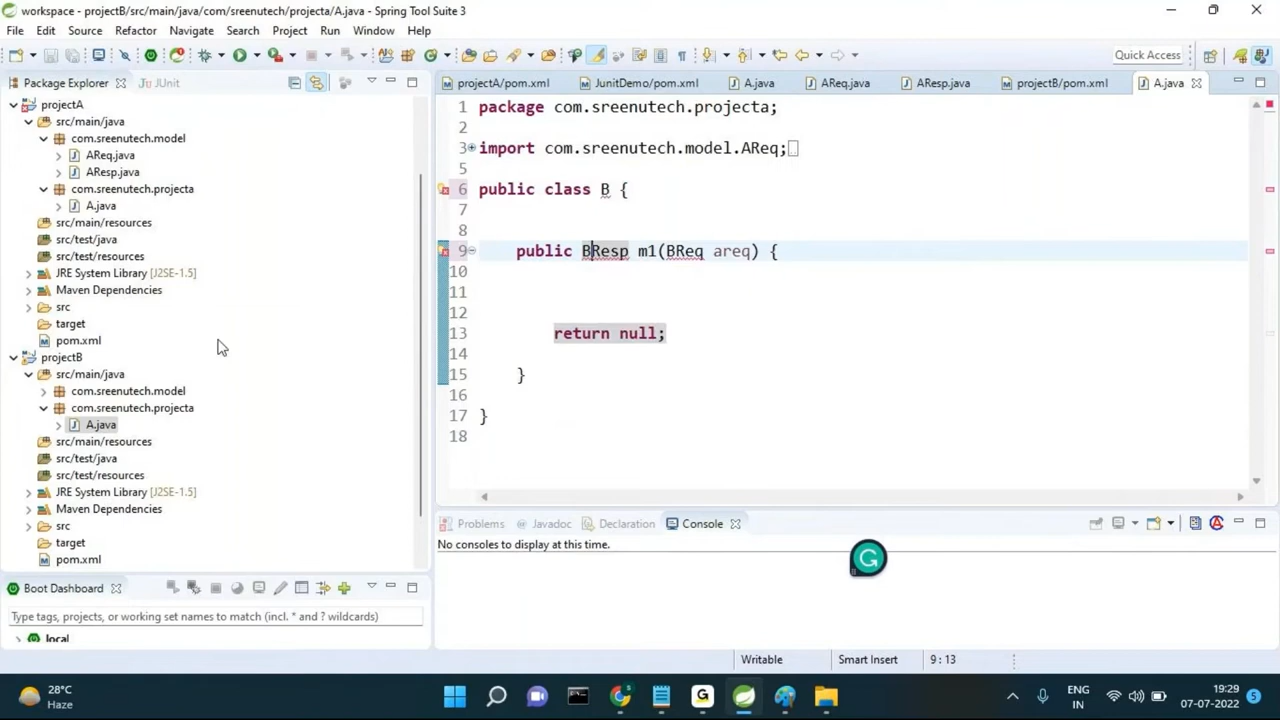 workspace - projectB/src/main/java/com/sreenutech/projecta/A.java - Spring Tool Suite 3
File Edit Source Refactor Navigate Search Project Run Window Help
Quick Access
Package Explorer
JUnit
projectA
src/main/java
com.sreenutech.model
AReq.java
AResp.java
com.sreenutech.projecta
A.java
src/main/resources
src/test/java
src/test/resources
JRE System Library [J2SE-1.5]
Maven Dependencies
src
target
pom.xml
projectB
src/main/java
com.sreenutech.model
com.sreenutech.projecta
A.java
src/main/resources
src/test/java
src/test/resources
JRE System Library [J2SE-1.5]
Maven Dependencies
src
target
pom.xml
Boot Dashboard
Type tags, projects, or working set names to match (incl. * and ? wildcards)
local
projectA/pom.xml JunitDemo/pom.xml A.java AReq.java AResp.java projectB/pom.xml A.java
1 package com.sreenutech.projecta;
2
3 import com.sreenutech.model.AReq;
5
6 public class B {
7
8
9 public BResp m1(BReq areq) {
10
11
12
13 return null;
14
15 }
16
17 }
18
Problems Javadoc Declaration Console
No consoles to display at this time.
Writable Smart Insert 9 : 13
28°C
Haze
ENG
IN
19:29
07-07-2022
5